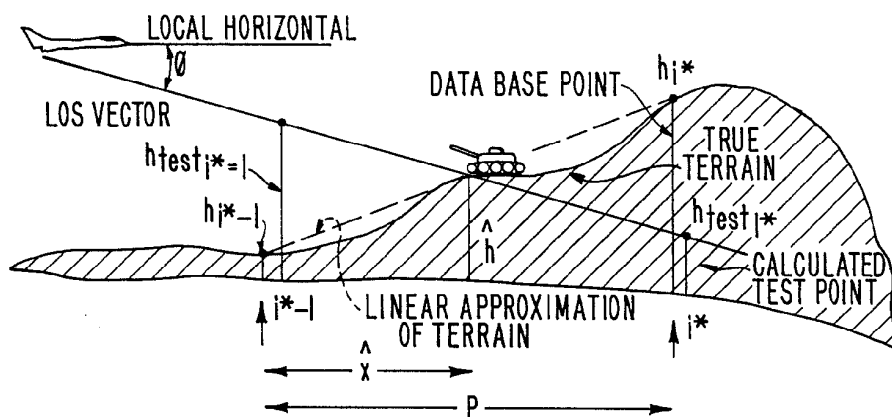 LOCAL HORIZONTAL
Ø
LOS VECTOR
DATA BASE POINT
hi*
htesti*=1
TRUE
TERRAIN
hi*-1
ĥ
htesti*
CALCULATED
TEST POINT
i*-1
LINEAR APPROXIMATION
OF TERRAIN
i*
x̂
P